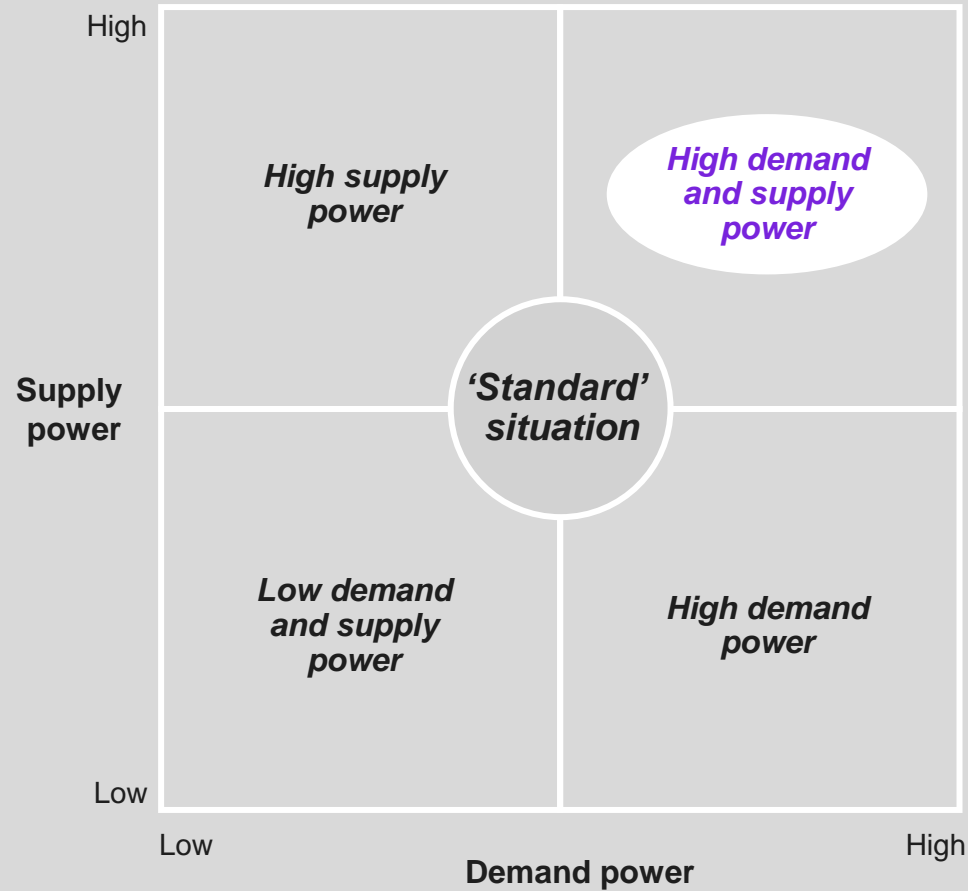 High
High supply
power
High demand
and supply
power
Supply
power
‘Standard’
situation
Low demand
and supply
power
High demand
power
Low
Low
High
Demand power